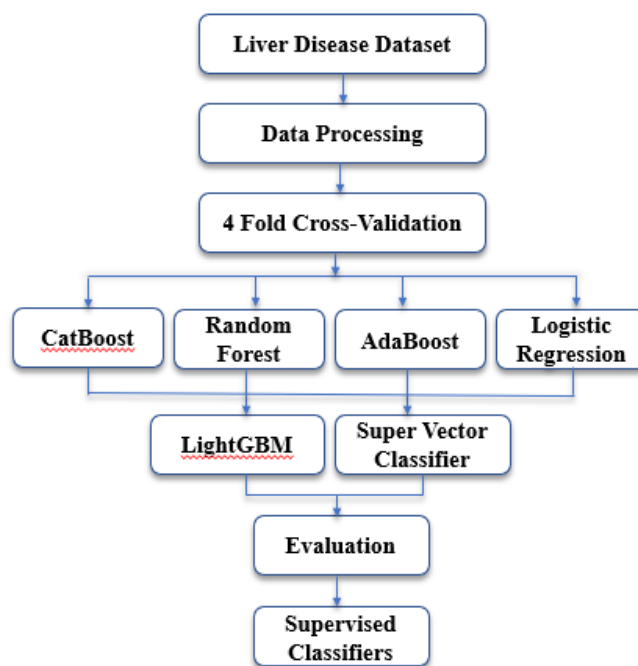 Liver Disease Dataset
Data Processing
4 Fold Cross-Validation
CatBoost
Random
Forest
AdaBoost
Logistic
Regression
LightGBM
Super Vector
Classifier
Evaluation
Supervised
Classifiers